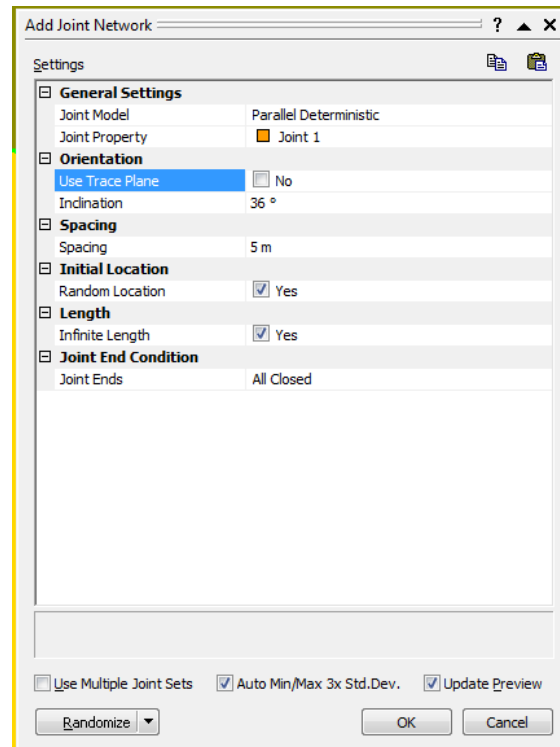 Add Joint Network ?
Settings
General Settings
Joint Model Parallel Deterministic
Joint Property Joint 1
Orientation
Use Trace Plane No
Inclination 36 °
Spacing
Spacing 5 m
Initial Location
Random Location Yes
Length
Infinite Length Yes
Joint End Condition
Joint Ends All Closed
Use Multiple Joint Sets Auto Min/Max 3x Std.Dev. Update Preview
Randomize OK Cancel